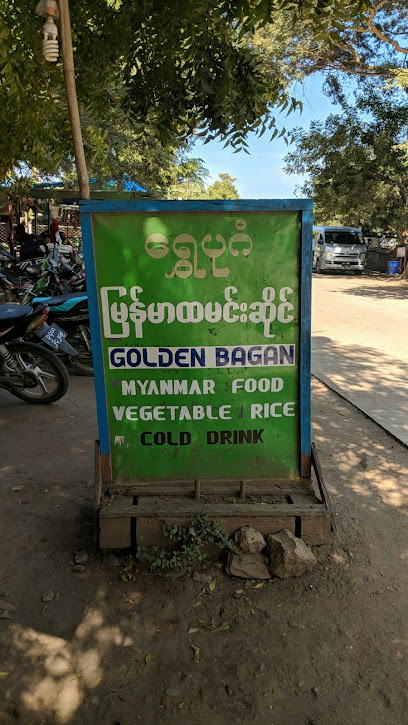 ရွှေပုဂံ
မြန်မာထမင်းဆိုင်
GOLDEN BAGAN
MYANMAR FOOD
VEGETABLE RICE
COLD DRINK